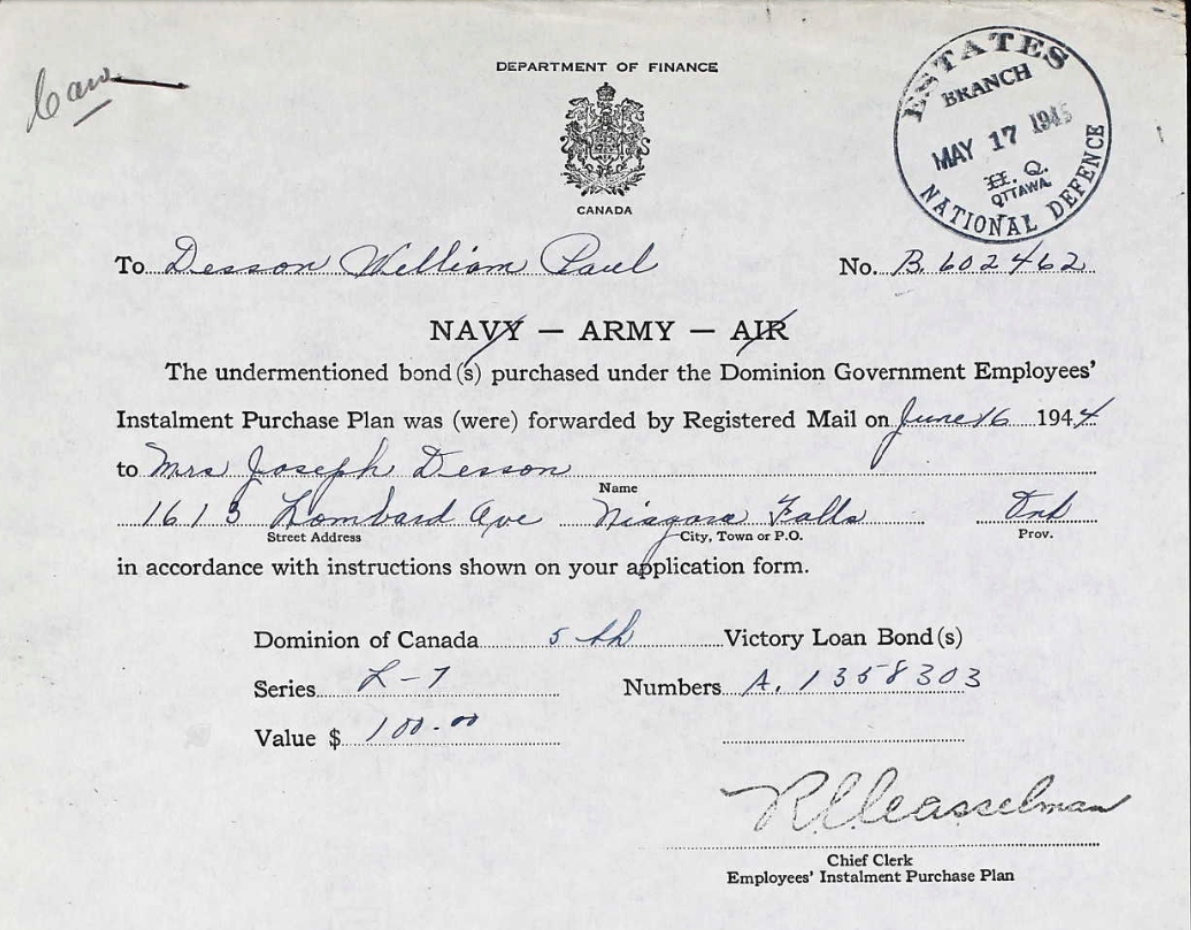 DEPARTMENT OF FINANCE
CANADA
ESTATES
BRANCH
MAY 17 1945
H. Q.
OTTAWA
NATIONAL DEFENCE
To Desson William Paul No. B. 602462
NAVY — ARMY — AIR
The undermentioned bond(s) purchased under the Dominion Government Employees'
Instalment Purchase Plan was (were) forwarded by Registered Mail on June 16 1944
to Mrs Joseph Desson
Name
1613 Lombard Ave Niagara Falls Ont
Street Address City, Town or P.O. Prov.
in accordance with instructions shown on your application form.
Dominion of Canada 5th Victory Loan Bond(s)
Series L-7 Numbers A. 1358303
Value $ 100.00
Chief Clerk
Employees' Instalment Purchase Plan